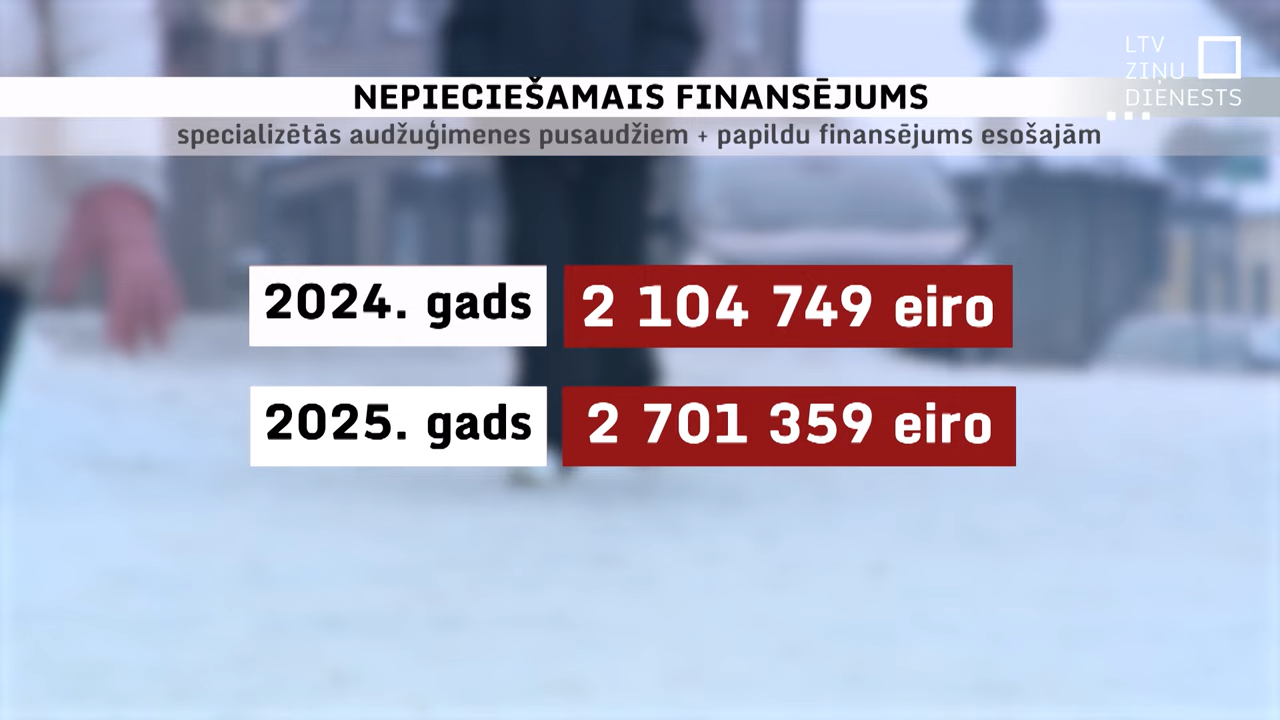 LTV
ZIŅU
DIENESTS
NEPIECIEŠAMAIS FINANSĒJUMS
specializētās audžuģimenes pusaudžiem + papildu finansējums esošajām
2024. gads 2 104 749 eiro
2025. gads 2 701 359 eiro